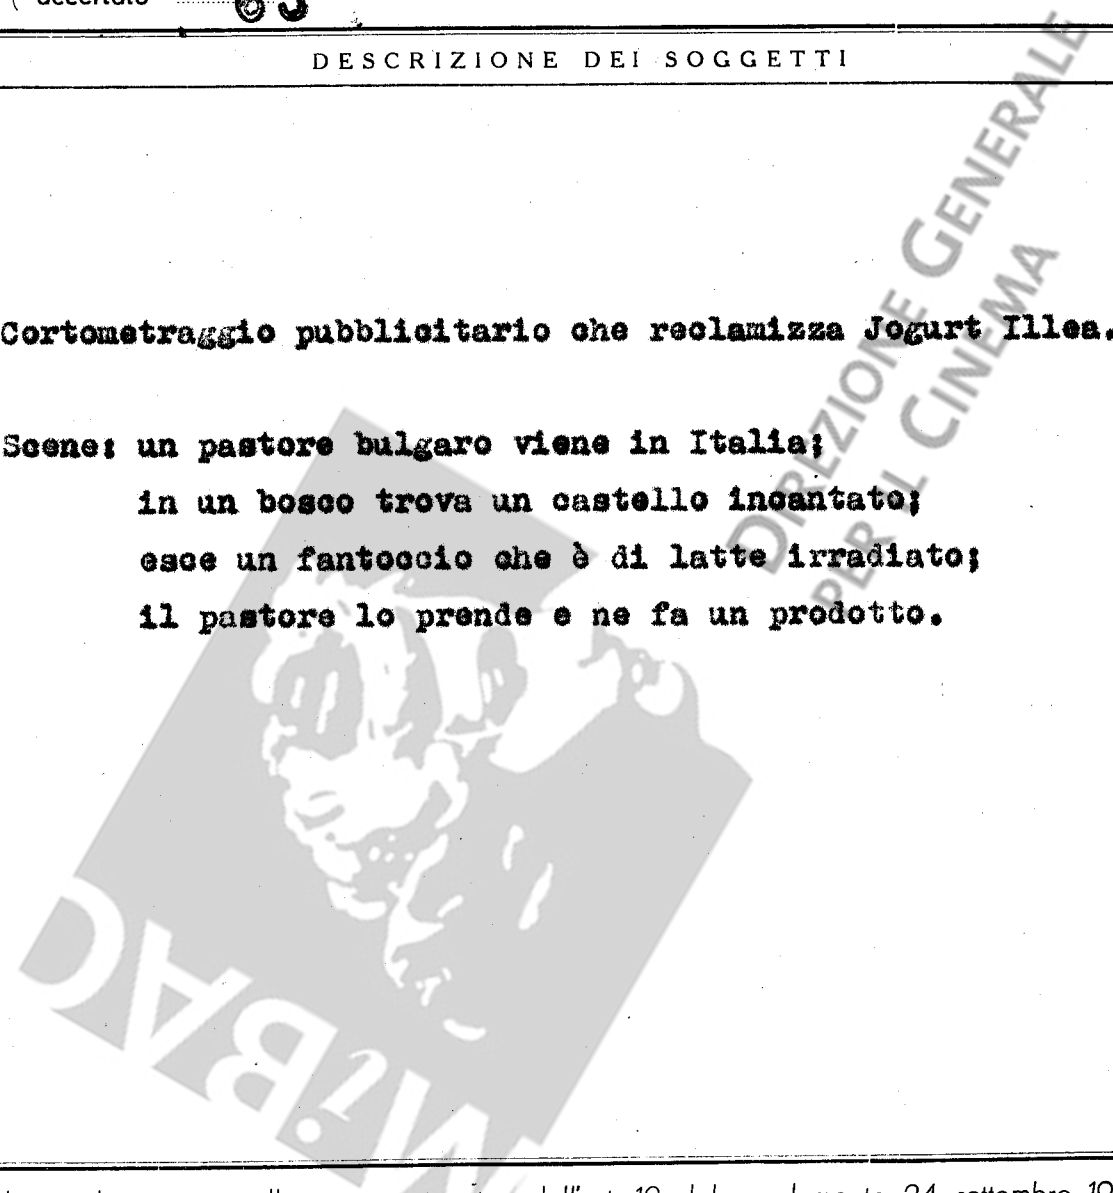 accertato 65
DESCRIZIONE DEI SOGGETTI
Cortometraggio pubblicitario che reclamizza Jogurt Illea.
Scene: un pastore bulgaro viene in Italia;
in un bosco trova un castello incantato;
esce un fantoccio che è di latte irradiato;
il pastore lo prende e ne fa un prodotto.
DIREZIONE GENERALE
PER IL CINEMA
MiBAC